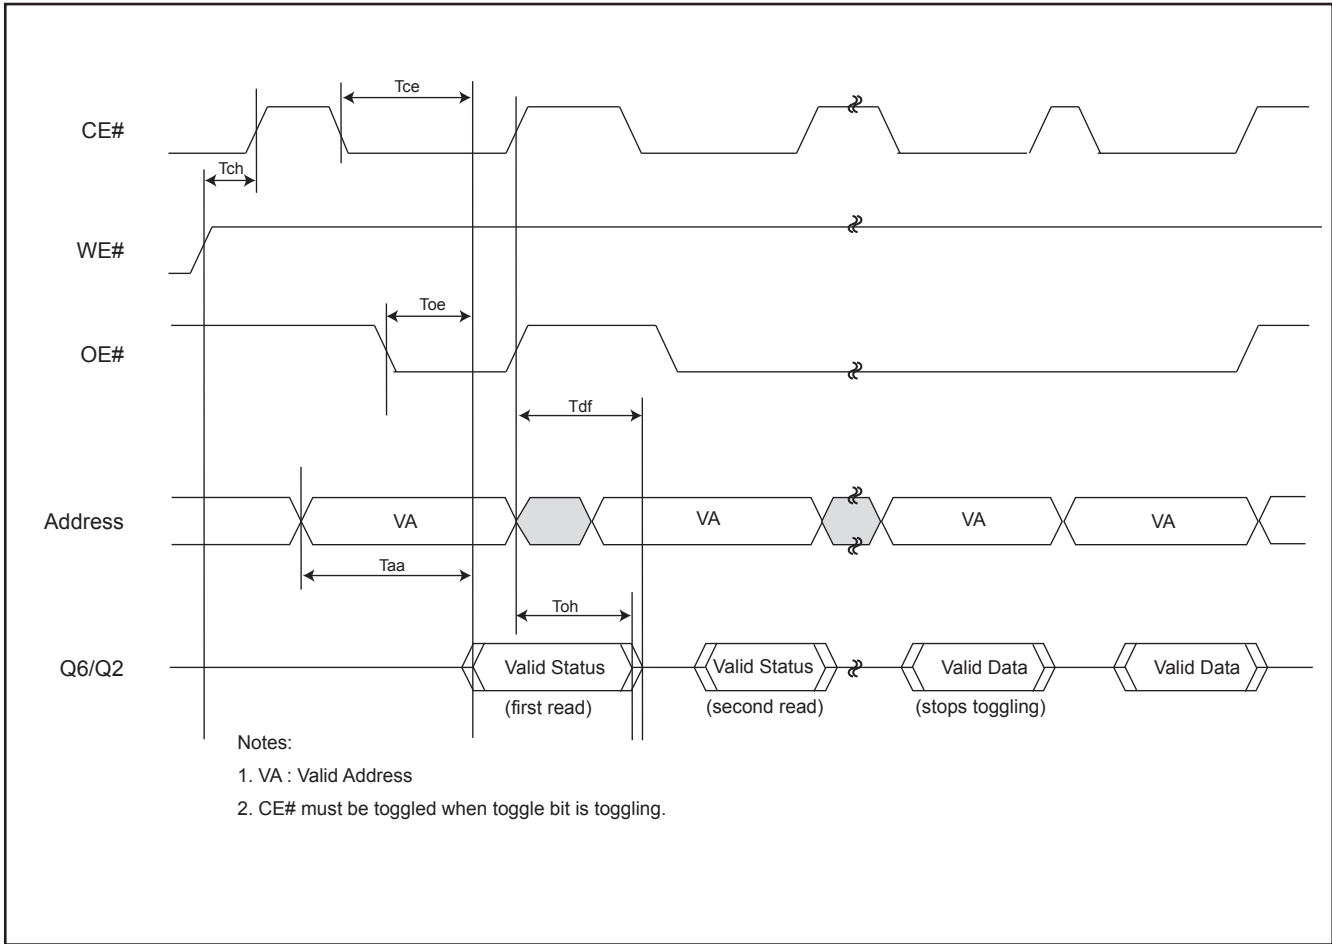 Tce
CE#
Tch
WE#
Toe
OE#
Tdf
Address
VA
VA
VA
VA
Taa
Toh
Q6/Q2
Valid Status
Valid Status
Valid Data
Valid Data
(first read)
(second read)
(stops toggling)
Notes:
1. VA : Valid Address
2. CE# must be toggled when toggle bit is toggling.